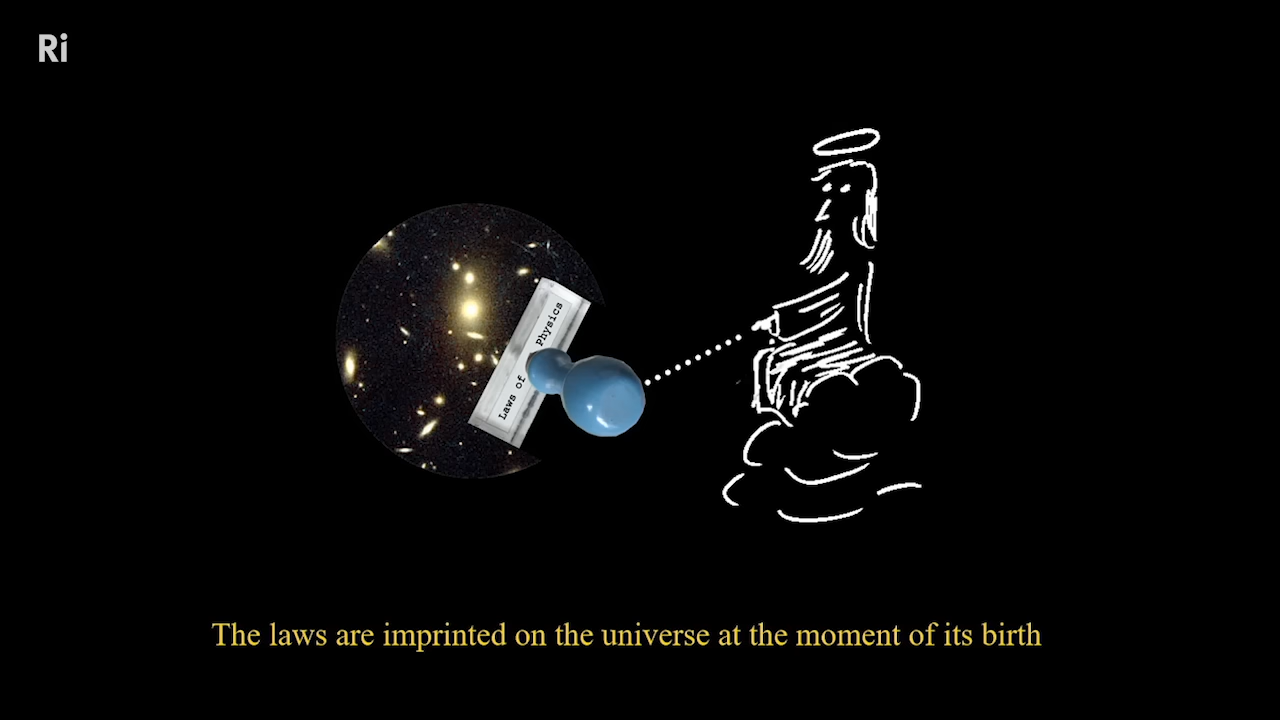 Ri
Laws of Physics
The laws are imprinted on the universe at the moment of its birth